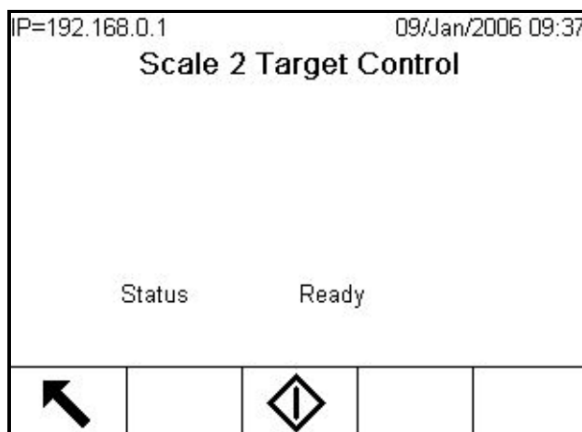 IP=192.168.0.1 09/Jan/2006 09:37
Scale 2 Target Control
Status Ready